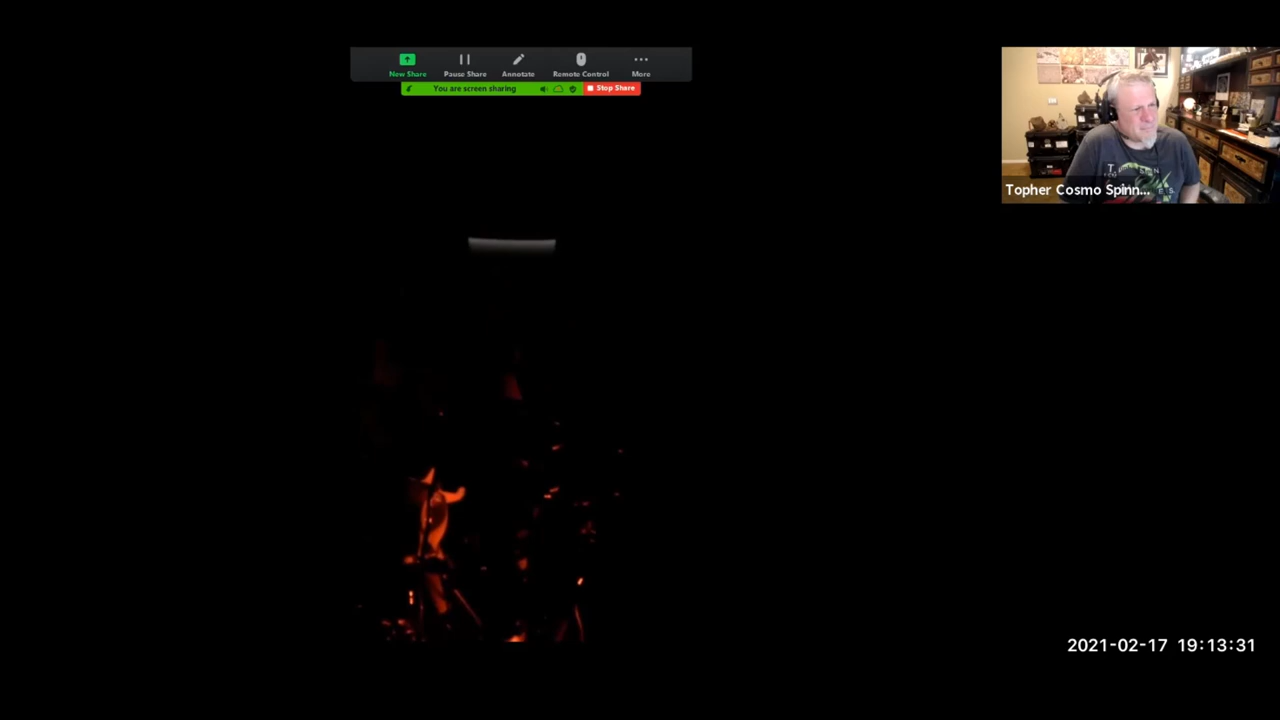 New Share Pause Share Annotate Remote Control More
You are screen sharing Stop Share
Topher Cosmo Spinn...
2021-02-17 19:13:31